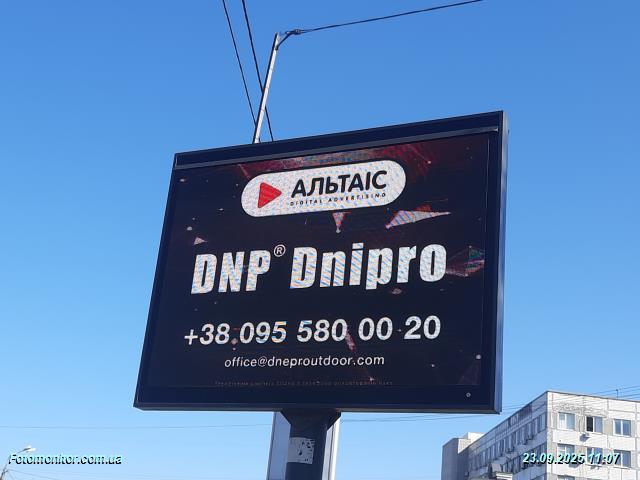 АЛЬТАІС
DIGITAL ADVERTISING
DNP® Dnipro
+38 095 580 00 20
office@dneproutdoor.com
Fotomonitor.com.ua
23.09.2025 11:07